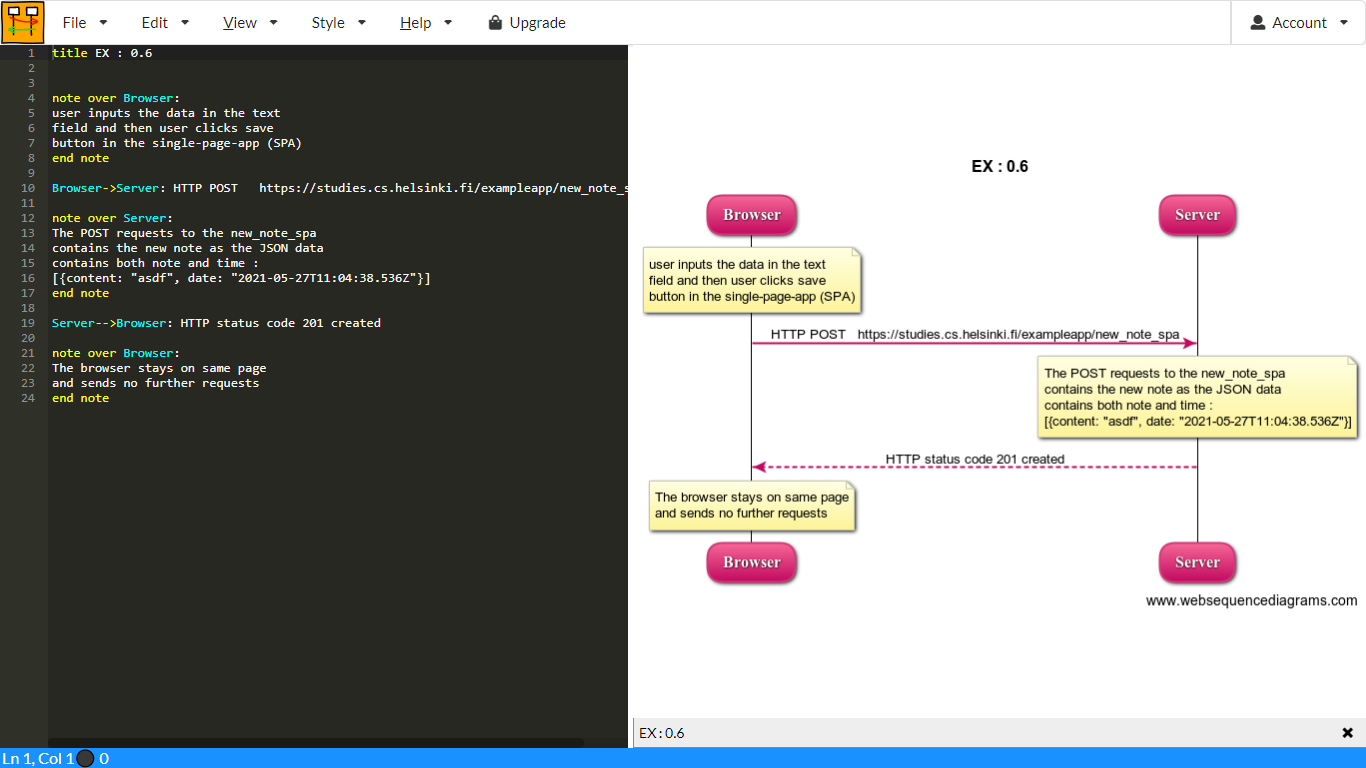 File Edit View Style Help Upgrade Account
1 title EX : 0.6
2
3
4 note over Browser:
5 user inputs the data in the text
6 field and then user clicks save
7 button in the single-page-app (SPA)
8 end note
9
10 Browser->Server: HTTP POST   https://studies.cs.helsinki.fi/exampleapp/new_note_s
11
12 note over Server:
13 The POST requests to the new_note_spa
14 contains the new note as the JSON data
15 contains both note and time :
16 [{content: "asdf", date: "2021-05-27T11:04:38.536Z"}]
17 end note
18
19 Server-->Browser: HTTP status code 201 created
20
21 note over Browser:
22 The browser stays on same page
23 and sends no further requests
24 end note
EX : 0.6
Browser Server
user inputs the data in the text
field and then user clicks save
button in the single-page-app (SPA)
HTTP POST   https://studies.cs.helsinki.fi/exampleapp/new_note_spa
The POST requests to the new_note_spa
contains the new note as the JSON data
contains both note and time :
[{content: "asdf", date: "2021-05-27T11:04:38.536Z"}]
HTTP status code 201 created
The browser stays on same page
and sends no further requests
Browser Server
www.websequencediagrams.com
EX : 0.6
Ln 1, Col 1 0